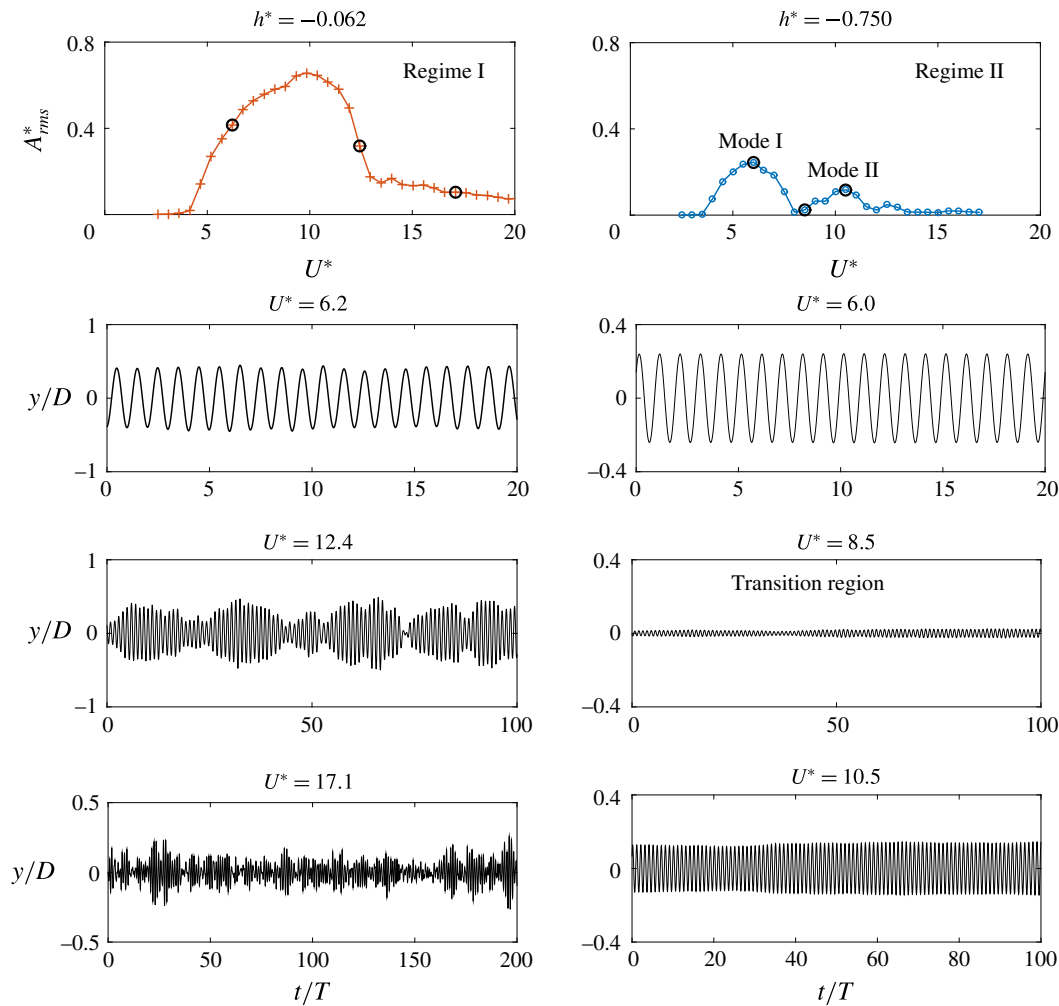 h* = −0.062
h* = −0.750
0.8
0.4
A*rms
Regime I
0 5 10 15 20
U*
0.8
0.4
Regime II
Mode I
Mode II
0 5 10 15 20
U*
U* = 6.2
1
0
−1
y/D
0 5 10 15 20
U* = 6.0
0.4
0
−0.4
0 5 10 15 20
U* = 12.4
1
0
−1
y/D
0 50 100
U* = 8.5
0.4
0
−0.4
Transition region
0 50 100
U* = 17.1
0.5
0
−0.5
y/D
0 50 100 150 200
t/T
U* = 10.5
0.4
0
−0.4
0 20 40 60 80 100
t/T